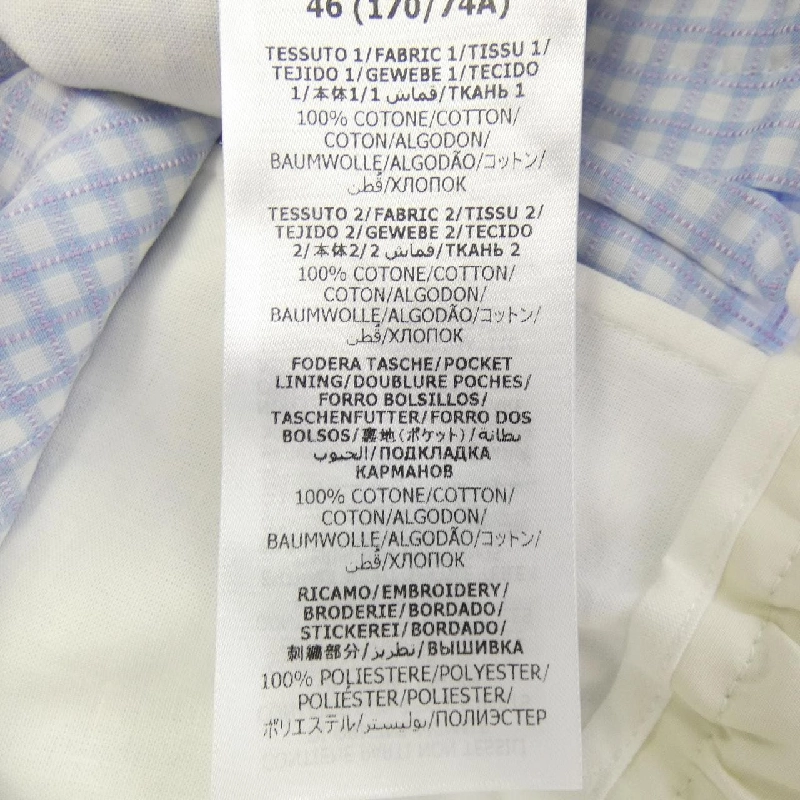 46 (170/74A)
TESSUTO 1/FABRIC 1/TISSU 1/
TEJIDO 1/GEWEBE 1/TECIDO
1/本体1/1 قماش/ТКАНЬ 1
100% COTONE/COTTON/
COTON/ALGODON/
BAUMWOLLE/ALGODÃO/コットン/
قُطن/ХЛОПОК
TESSUTO 2/FABRIC 2/TISSU 2/
TEJIDO 2/GEWEBE 2/TECIDO
2/本体2/2 قماش/ТКАНЬ 2
100% COTONE/COTTON/
COTON/ALGODON/
BAUMWOLLE/ALGODÃO/コットン/
قُطن/ХЛОПОК
FODERA TASCHE/POCKET
LINING/DOUBLURE POCHES/
FORRO BOLSILLOS/
TASCHENFUTTER/FORRO DOS
BOLSOS/裏地(ポケット)/بطانة
الجيوب/ПОДКЛАДКА
КАРМАНОВ
100% COTONE/COTTON/
COTON/ALGODON/
BAUMWOLLE/ALGODÃO/コットン/
قُطن/ХЛОПОК
RICAMO/EMBROIDERY/
BRODERIE/BORDADO/
STICKEREI/BORDADO/
刺繍部分/تطريز/ВЫШИВКА
100% POLIESTERE/POLYESTER/
POLIÉSTER/POLIESTER/
ポリエステル/بوليستر/ПОЛИЭСТЕР